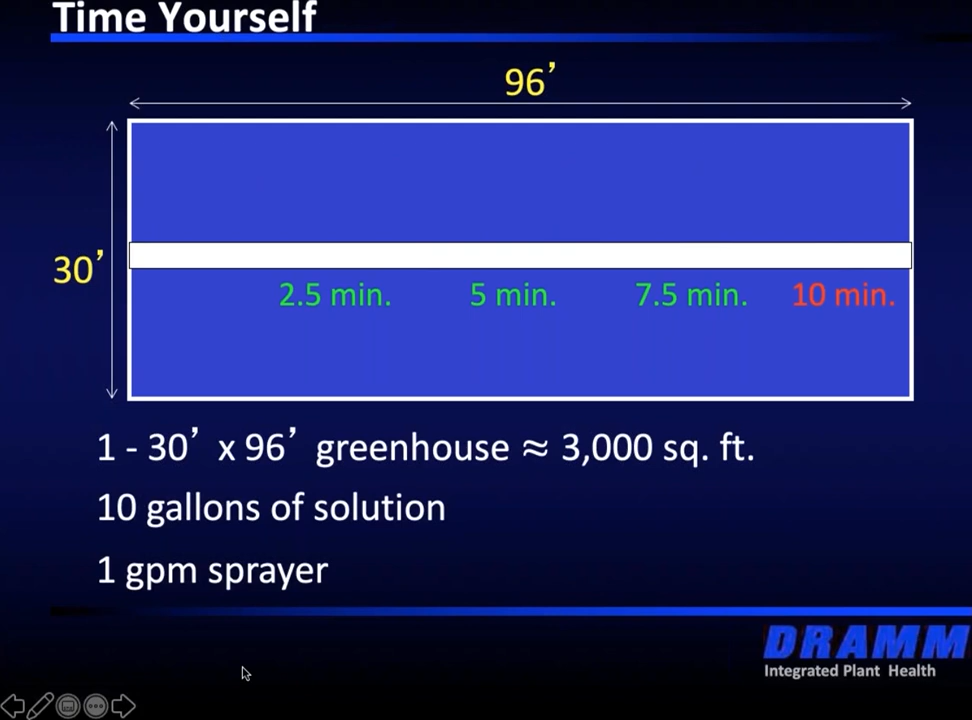 Time Yourself
96’
30’
2.5 min. 5 min. 7.5 min. 10 min.
1 - 30’ x 96’ greenhouse ≈ 3,000 sq. ft.
10 gallons of solution
1 gpm sprayer
DRAMM
Integrated Plant Health